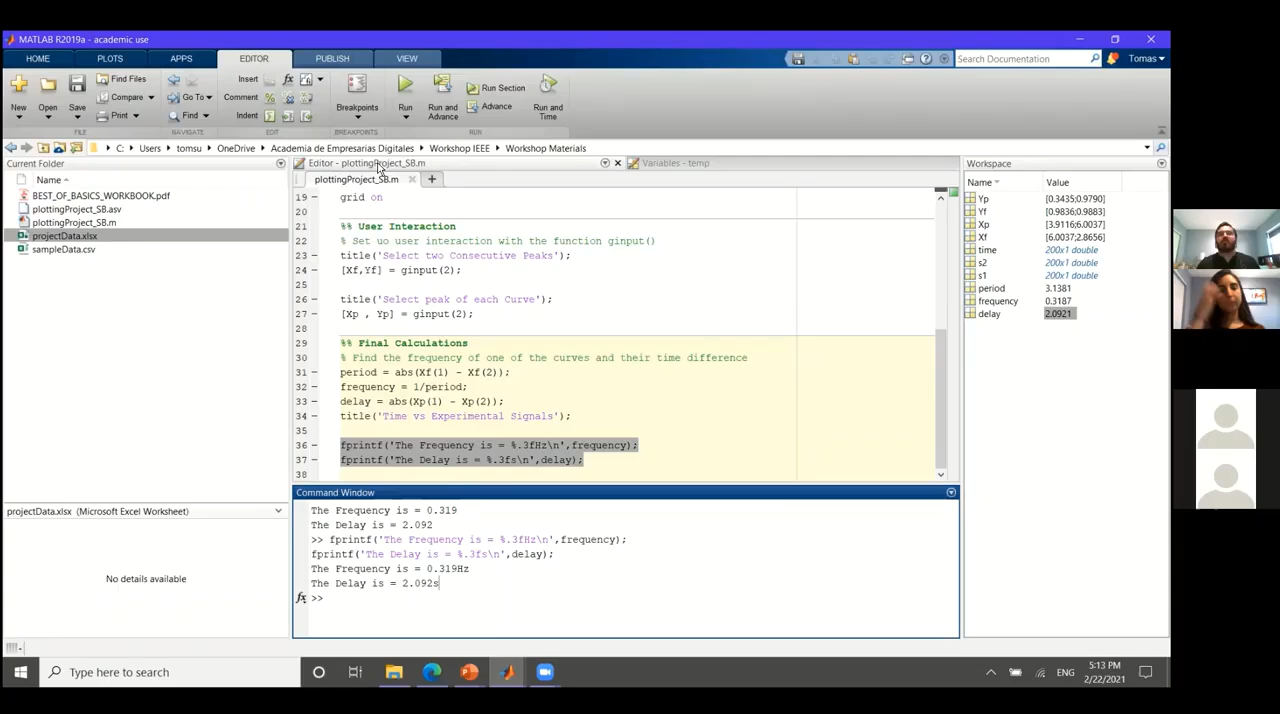 MATLAB R2019a - academic use
HOME PLOTS APPS EDITOR PUBLISH VIEW
Search Documentation
Tomas
New
Open
Save
Find Files
Compare
Print
FILE
Go To
Find
NAVIGATE
Insert
Comment
Indent
EDIT
Breakpoints
BREAKPOINTS
Run
Run and Advance
Run Section
Advance
Run and Time
RUN
C: Users tomsu OneDrive Academia de Empresarias Digitales Workshop IEEE Workshop Materials
Current Folder
Name
BEST_OF_BASICS_WORKBOOK.pdf
plottingProject_SB.asv
plottingProject_SB.m
projectData.xlsx
sampleData.csv
projectData.xlsx (Microsoft Excel Worksheet)
No details available
Editor - plottingProject_SB.m
Variables - temp
plottingProject_SB.m
19 grid on
20
21 %% User Interaction
22 % Set uo user interaction with the function ginput()
23 title('Select two Consecutive Peaks');
24 [Xf,Yf] = ginput(2);
25
26 title('Select peak of each Curve');
27 [Xp , Yp] = ginput(2);
28
29 %% Final Calculations
30 % Find the frequency of one of the curves and their time difference
31 period = abs(Xf(1) - Xf(2));
32 frequency = 1/period;
33 delay = abs(Xp(1) - Xp(2));
34 title('Time vs Experimental Signals');
35
36 fprintf('The Frequency is = %.3fHz\n',frequency);
37 fprintf('The Delay is = %.3fs\n',delay);
38
Command Window
The Frequency is = 0.319
The Delay is = 2.092
>> fprintf('The Frequency is = %.3fHz\n',frequency);
fprintf('The Delay is = %.3fs\n',delay);
The Frequency is = 0.319Hz
The Delay is = 2.092s
fx >>
Workspace
Name Value
Yp [0.3435;0.9790]
Yf [0.9836;0.9883]
Xp [3.9116;6.0037]
Xf [6.0037;2.8656]
time 200x1 double
s2 200x1 double
s1 200x1 double
period 3.1381
frequency 0.3187
delay 2.0921
Type here to search
ENG
5:13 PM
2/22/2021